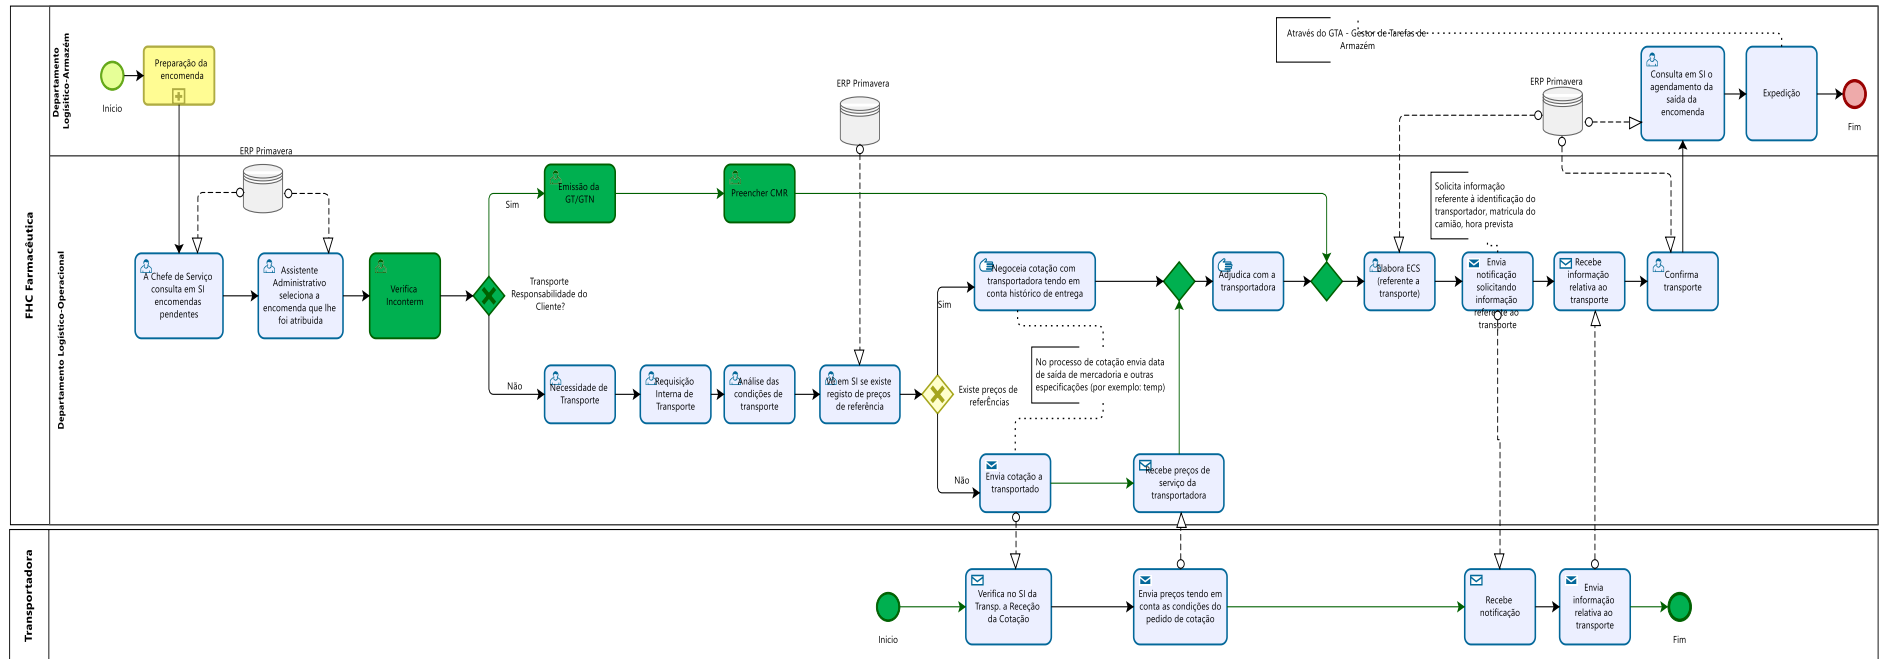 FHC Farmacêutica
Departamento
Logísitico-Armazém
Início
Preparação da
encomenda
ERP Primavera
Através do GTA - Gestor de Tarefas de
Armazém
ERP Primavera
Consulta em SI o
agendamento da
saída da
encomenda
Expedição
Fim
Departamento Logístico-Operacional
ERP Primavera
A Chefe de Serviço
consulta em SI
encomendas
pendentes
Assistente
Administrativo
seleciona a
encomenda que lhe
foi atribuida
Verifica
Inconterm
Transporte
Responsabilidade do
Cliente?
Sim
Emissão da
GT/GTN
Preencher CMR
Não
Necessidade de
Transporte
Requisição
Interna de
Transporte
Análise das
condições de
transporte
em SI se existe
registo de preços
de referência
Existe preços de
referÊncias
Sim
Negoceia cotação com
transportadora tendo em
conta histórico de entrega
No processo de cotação envia data
de saída de mercadoria e outras
especificações (por exemplo: temp)
Não
Envia cotação a
transportado
Recebe preços de
serviço da
transportadora
Adjudica com a
transportadora
Elabora ECS
(referente a
transporte)
Solicita informação
referente à identificação do
transportador, matricula do
camião, hora prevista
Envia
notificação
solicitando
informação
referente ao
transporte
Recebe
informação
relativa ao
transporte
Confirma
transporte
Transportadora
Início
Verifica no SI da
Transp. a Receção
da Cotação
Envia preços tendo em
conta as condições do
pedido de cotação
Recebe
notificação
Envia
informação
relativa ao
transporte
Fim